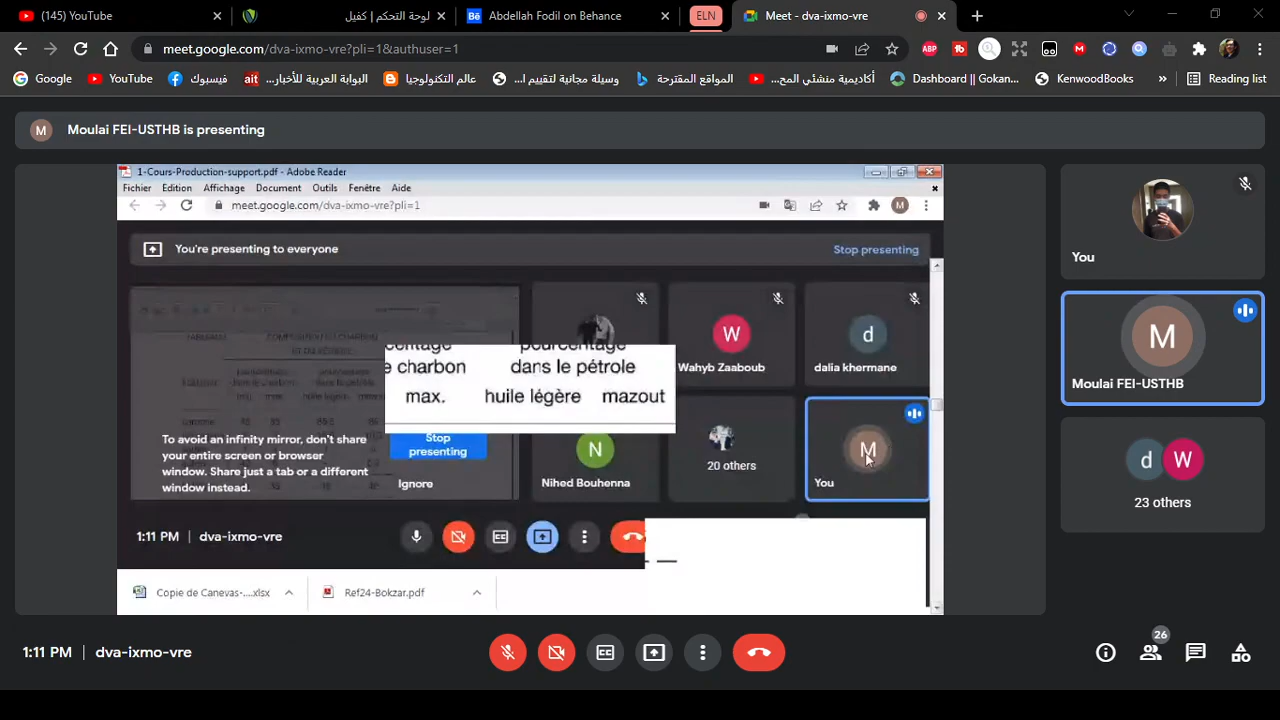 (145) YouTube
لوحة التحكم | كفيل
Bē Abdellah Fodil on Behance
ELN
Meet - dva-ixmo-vre
meet.google.com/dva-ixmo-vre?pli=1&authuser=1
ABP
Google
YouTube
فيسبوك
ait البوابة العربية للأخبار...
عالم التكنولوجيا
وسيلة مجانية لتقييم ا...
المواقع المقترحة
أكاديمية منشئي المح...
Dashboard || Gokan...
KenwoodBooks
»
Reading list
M Moulai FEI-USTHB is presenting
1-Cours-Production-support.pdf - Adobe Reader
Fichier Edition Affichage Document Outils Fenêtre Aide
meet.google.com/dva-ixmo-vre?pli=1
M
You're presenting to everyone
Stop presenting
pourcentage
e charbon dans le pétrole
max. huile légère mazout
W
Wahyb Zaaboub
d
dalia khermane
To avoid an infinity mirror, don't share
your entire screen or browser
window. Share just a tab or a different
window instead.
Stop
presenting
Ignore
N
Nihed Bouhenna
20 others
M
You
1:11 PM | dva-ixmo-vre
Copie de Canevas-....xlsx
Ref24-Bokzar.pdf
You
M
Moulai FEI-USTHB
d W
23 others
1:11 PM | dva-ixmo-vre
CC
26